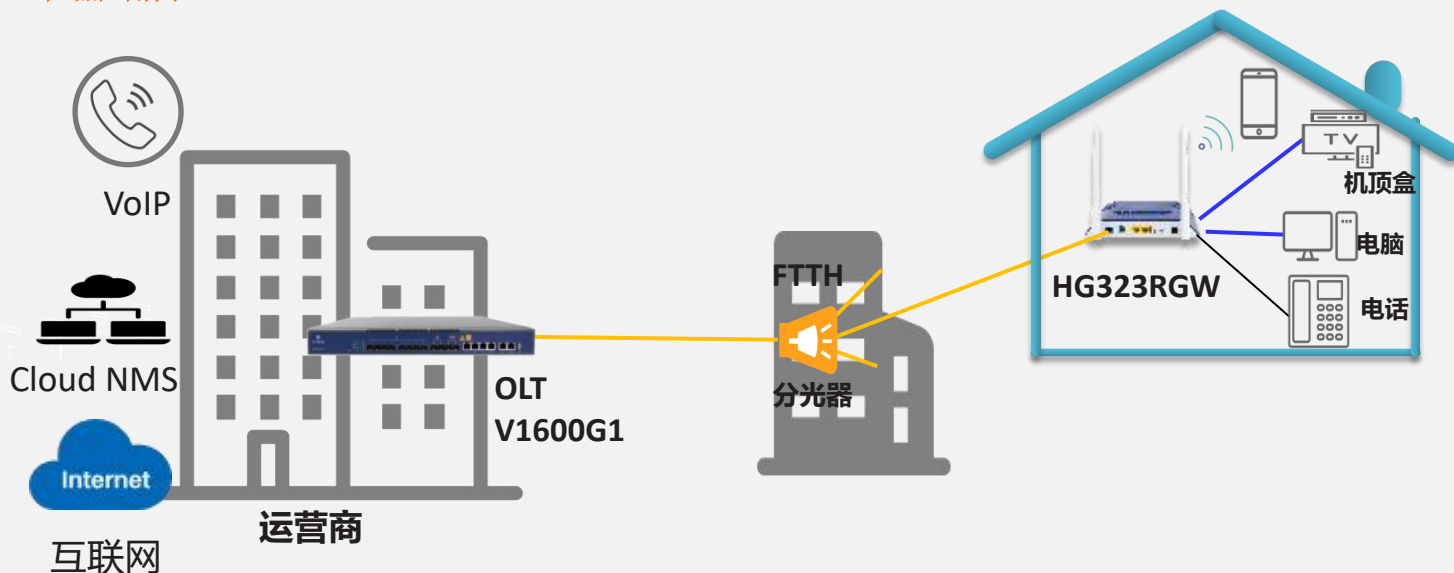 VoIP
Cloud NMS
Internet
互联网
运营商
OLT
V1600G1
FTTH
分光器
HG323RGW
TV
机顶盒
电脑
电话